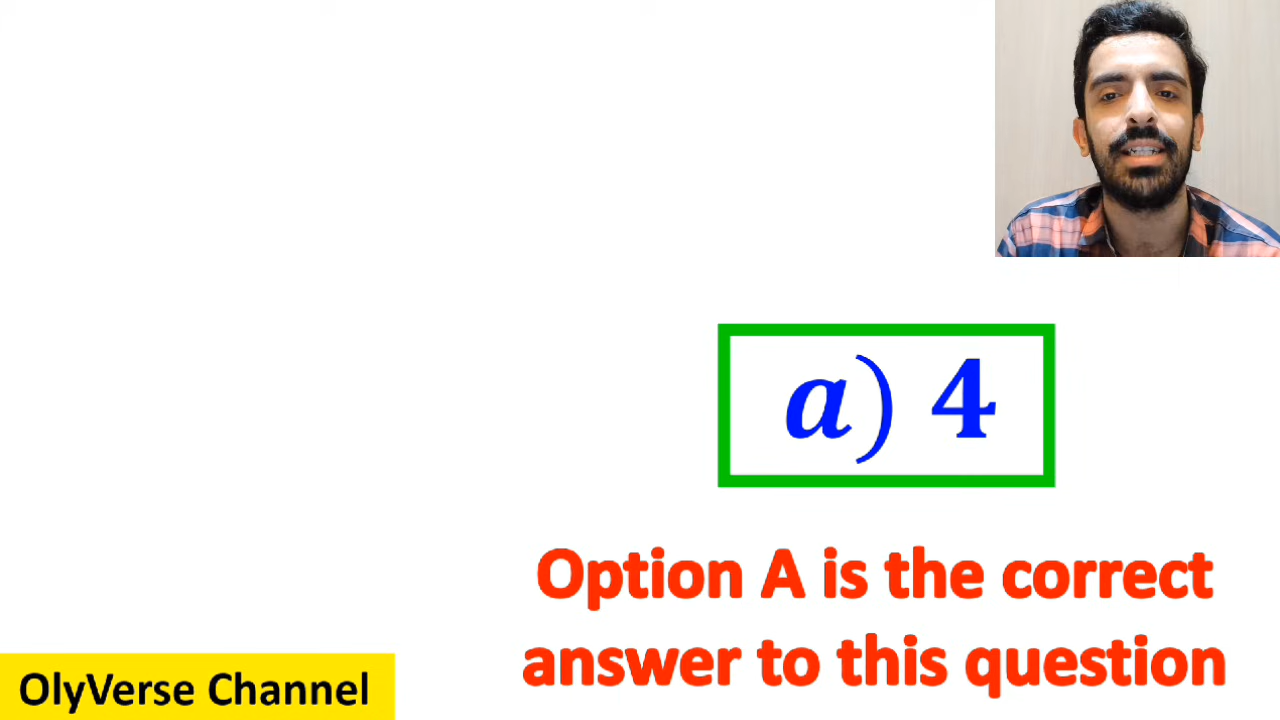 a) 4
Option A is the correct
answer to this question
OlyVerse Channel